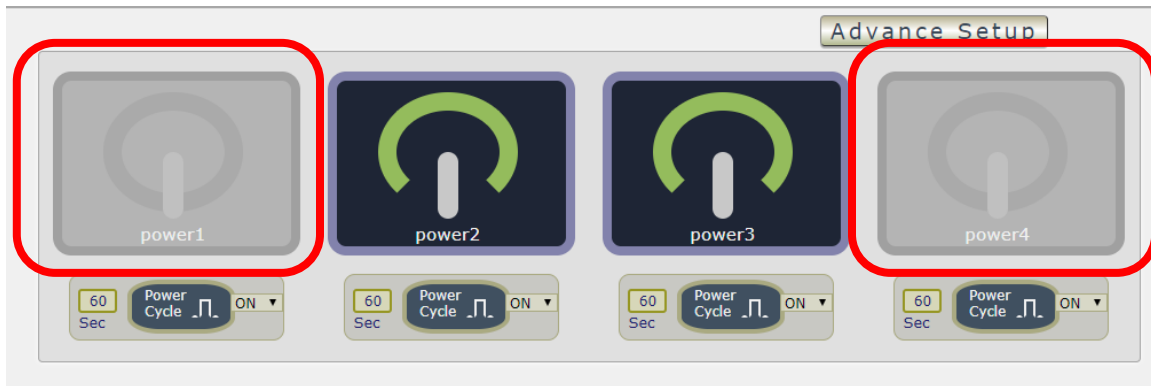 Advance Setup
power1
power2
power3
power4
60
Sec
Power
Cycle
ON
60
Sec
Power
Cycle
ON
60
Sec
Power
Cycle
ON
60
Sec
Power
Cycle
ON